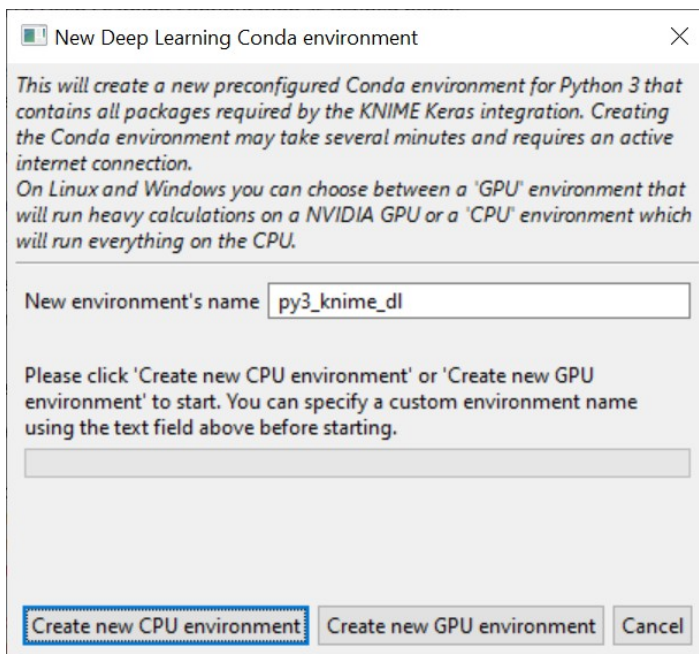 New Deep Learning Conda environment
This will create a new preconfigured Conda environment for Python 3 that
contains all packages required by the KNIME Keras integration. Creating
the Conda environment may take several minutes and requires an active
internet connection.
On Linux and Windows you can choose between a 'GPU' environment that
will run heavy calculations on a NVIDIA GPU or a 'CPU' environment which
will run everything on the CPU.
New environment's name py3_knime_dl
Please click 'Create new CPU environment' or 'Create new GPU
environment' to start. You can specify a custom environment name
using the text field above before starting.
Create new CPU environment Create new GPU environment Cancel